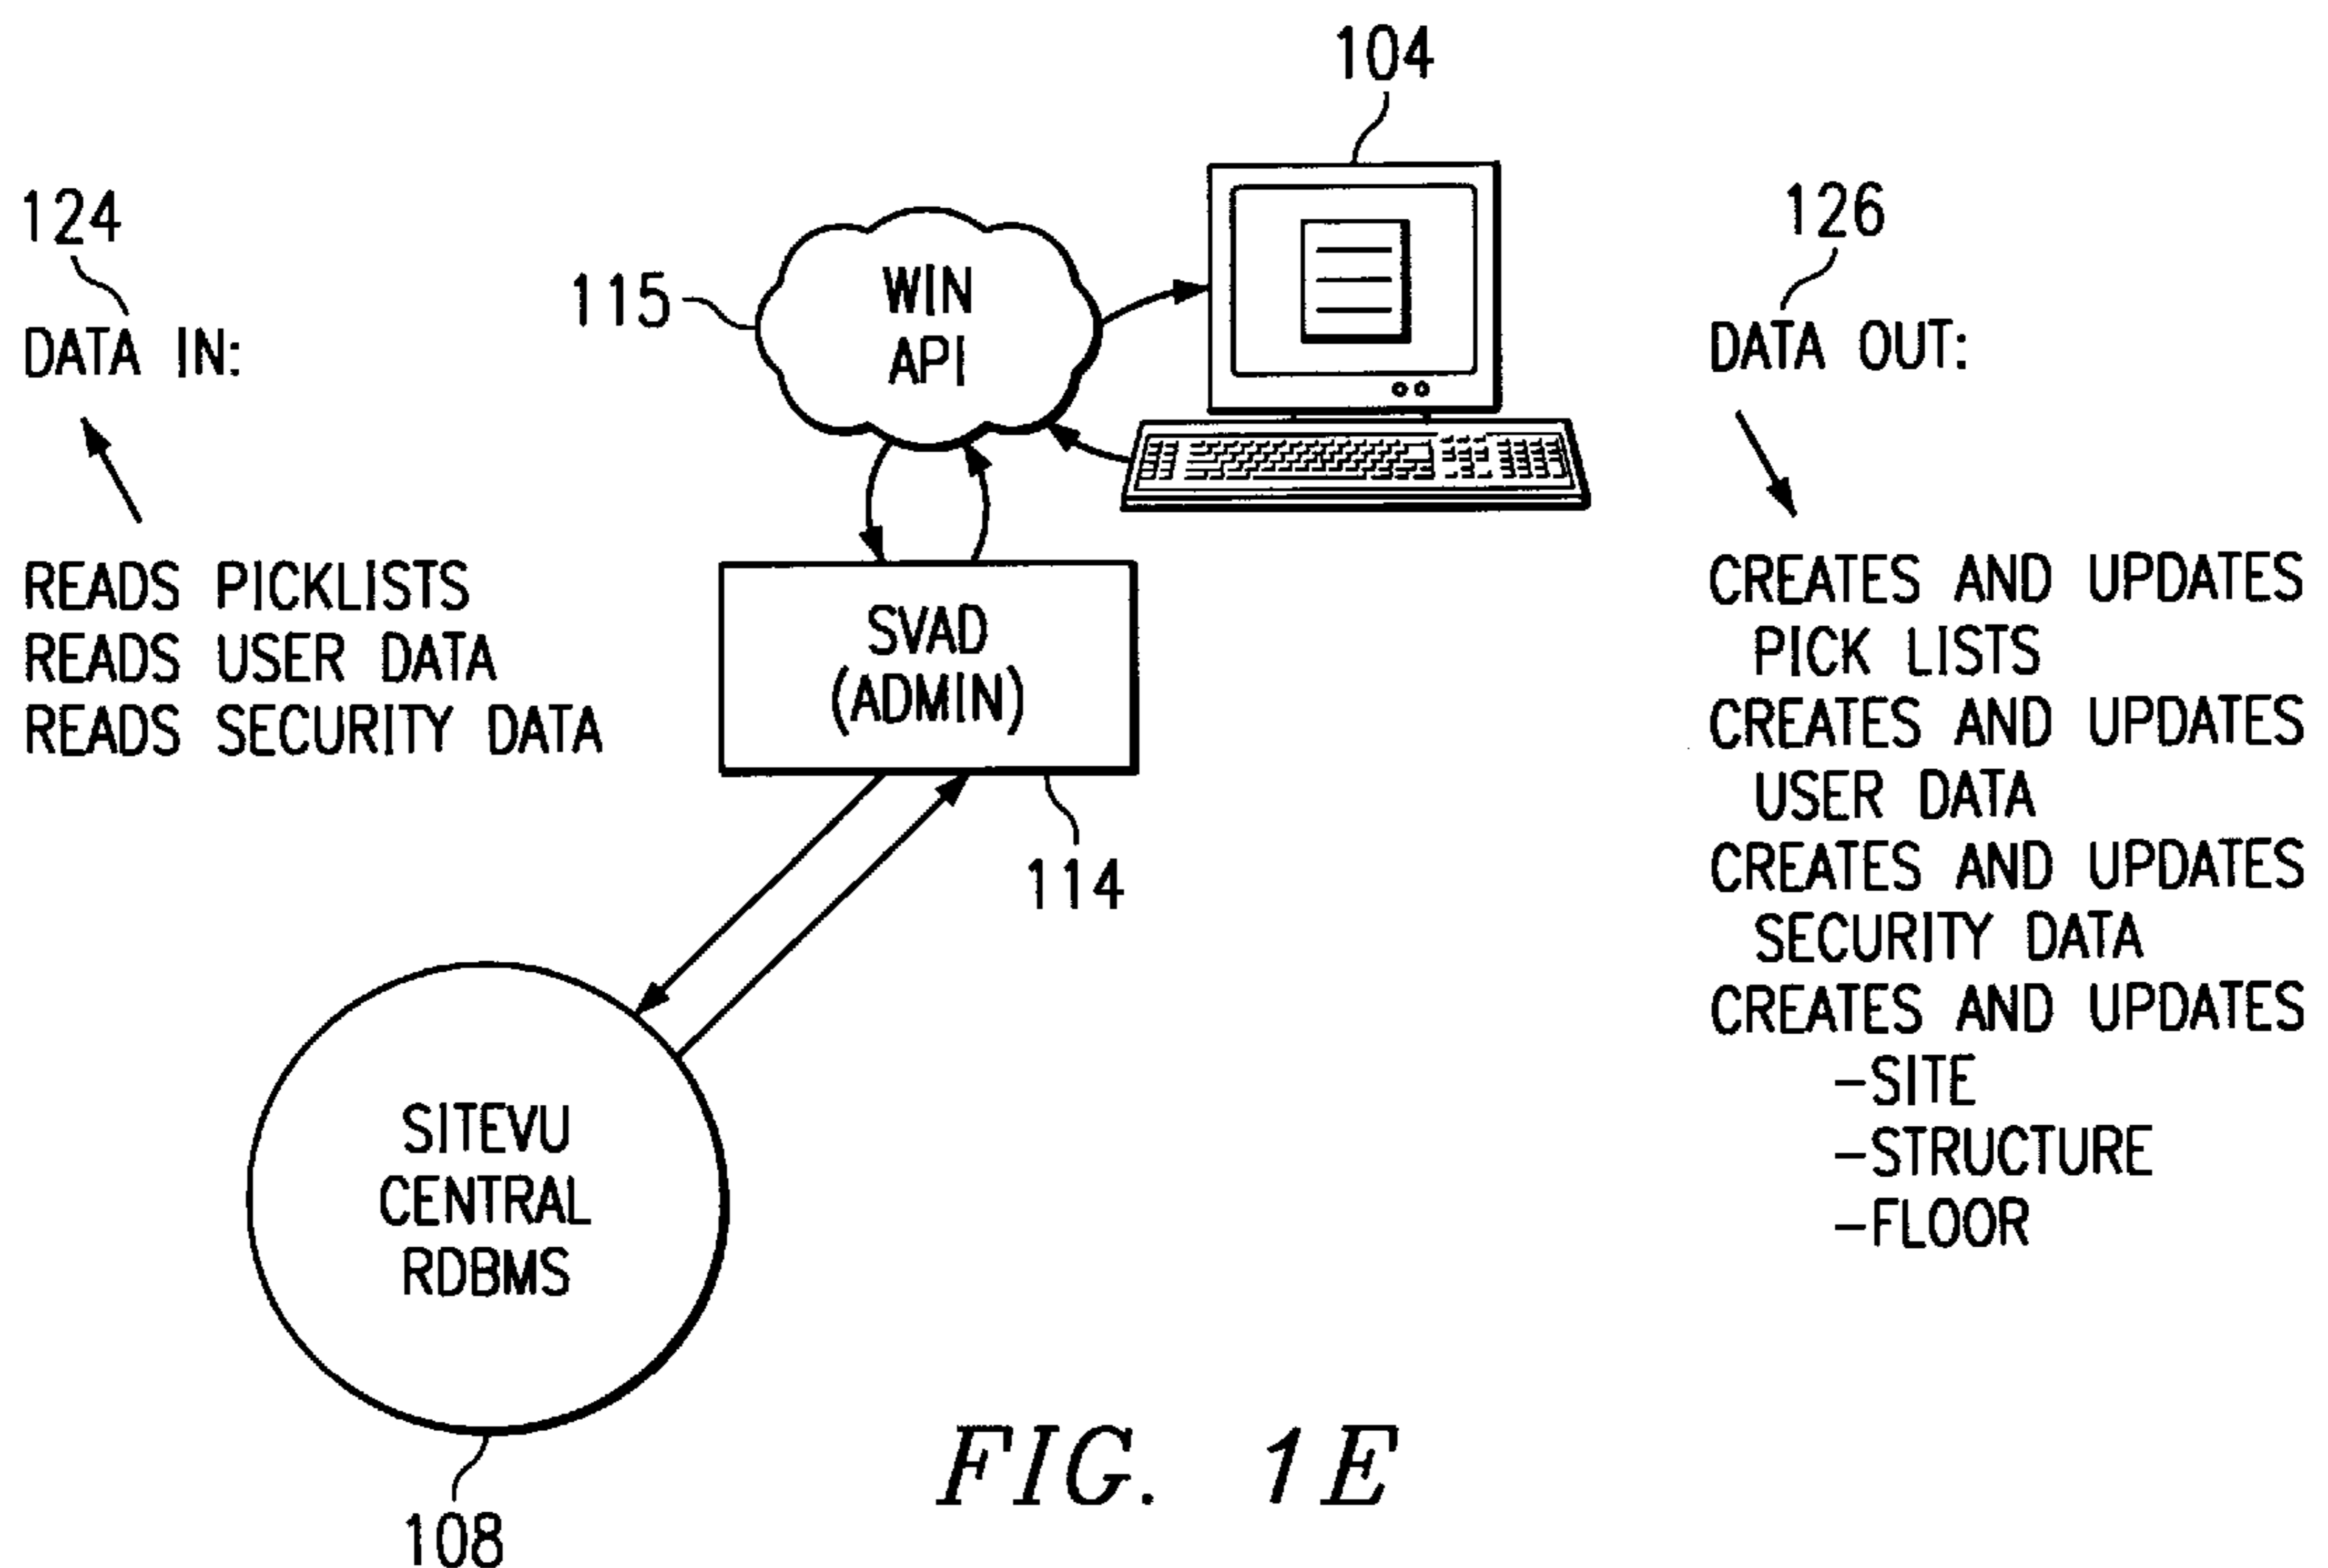 104
124
DATA IN:
READS PICKLISTS
READS USER DATA
READS SECURITY DATA
115
WIN
API
SVAD
(ADMIN)
114
SITEVU
CENTRAL
RDBMS
108
126
DATA OUT:
CREATES AND UPDATES
PICK LISTS
CREATES AND UPDATES
USER DATA
CREATES AND UPDATES
SECURITY DATA
CREATES AND UPDATES
-SITE
-STRUCTURE
-FLOOR
FIG. 1E